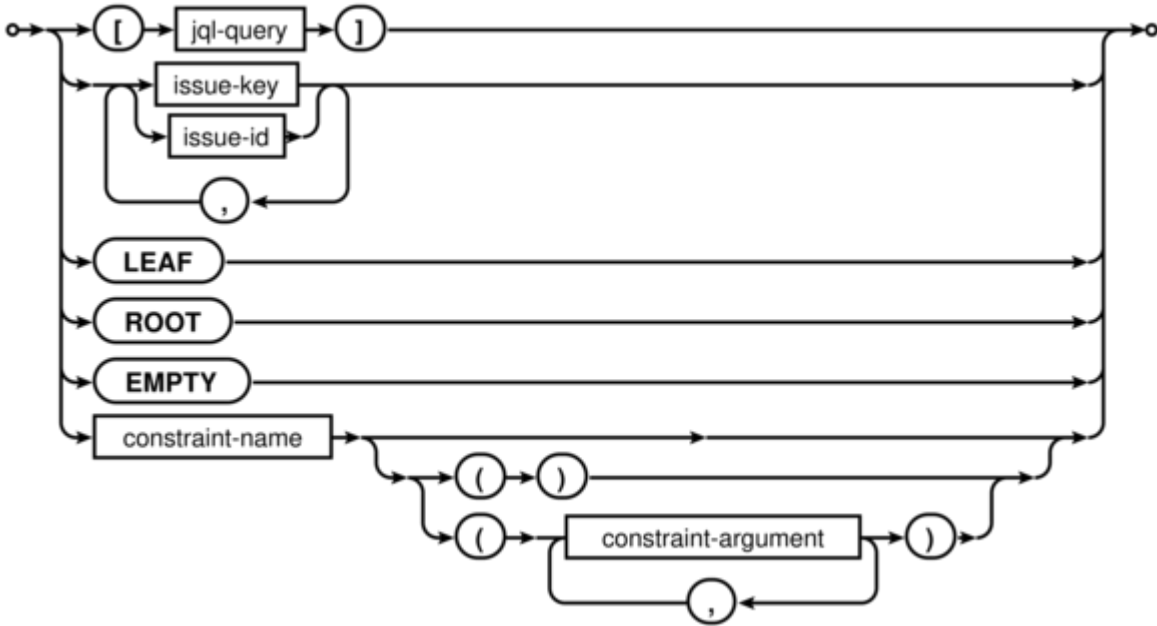 [ jql-query ]
issue-key
issue-id
,
LEAF
ROOT
EMPTY
constraint-name
( )
( constraint-argument )
,